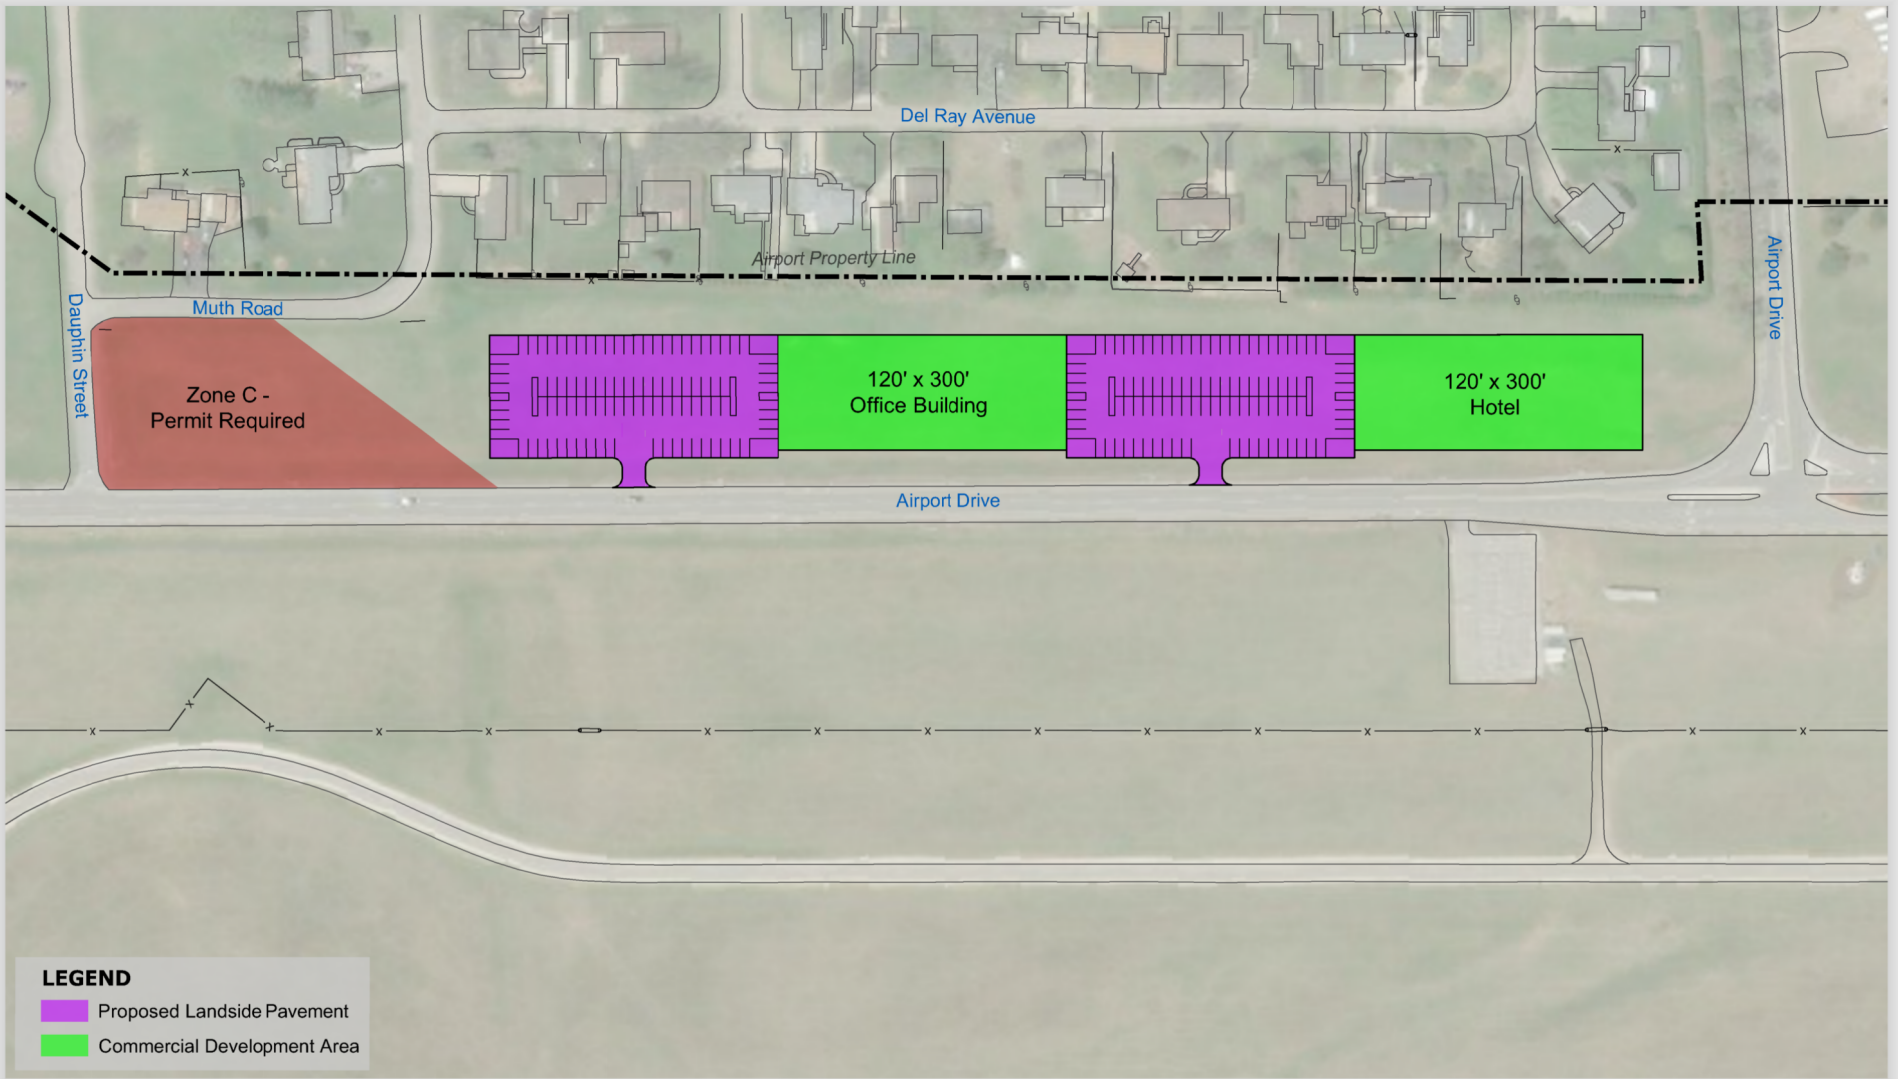 Del Ray Avenue
Airport Property Line
Airport Drive
Muth Road
Dauphin Street
Zone C -
Permit Required
120' x 300'
Office Building
120' x 300'
Hotel
Airport Drive
LEGEND
Proposed Landside Pavement
Commercial Development Area